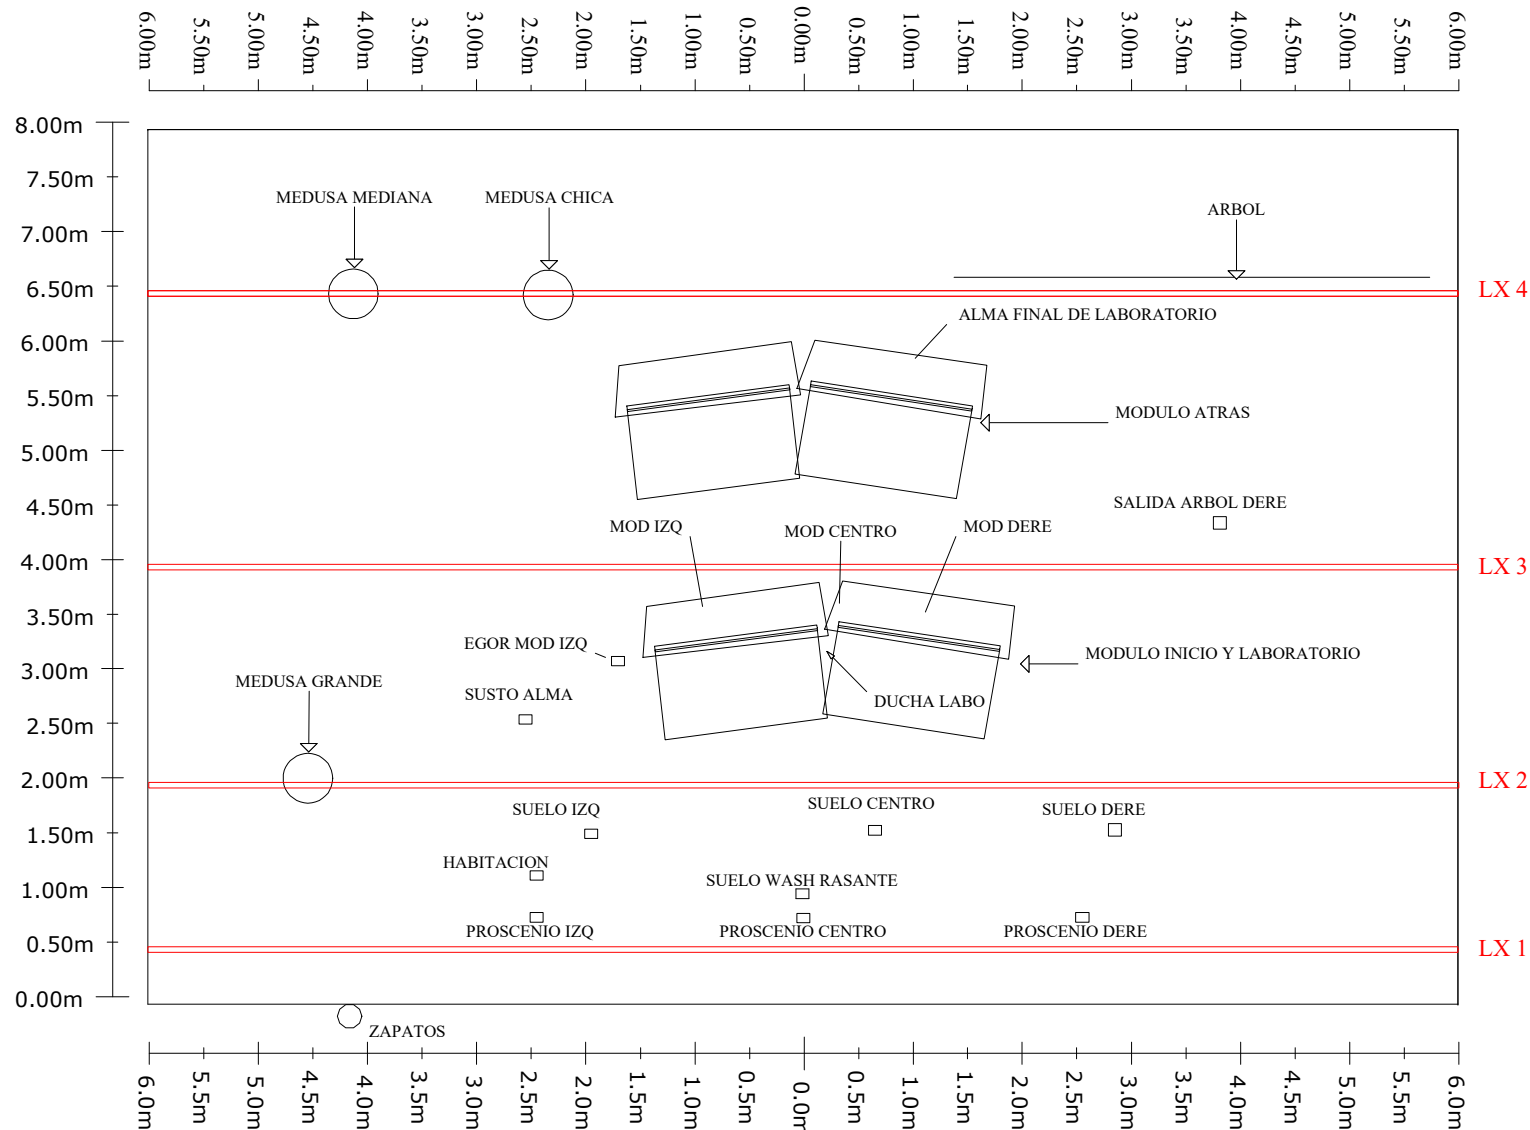 6.00m 5.50m 5.00m 4.50m 4.00m 3.50m 3.00m 2.50m 2.00m 1.50m 1.00m 0.50m 0.00m 0.50m 1.00m 1.50m 2.00m 2.50m 3.00m 3.50m 4.00m 4.50m 5.00m 5.50m 6.00m
8.00m
7.50m
MEDUSA MEDIANA MEDUSA CHICA
ARBOL
7.00m
6.50m
LX 4
ALMA FINAL DE LABORATORIO
6.00m
5.50m
MODULO ATRAS
5.00m
4.50m
SALIDA ARBOL DERE
MOD IZQ MOD CENTRO MOD DERE
4.00m
LX 3
3.50m
EGOR MOD IZQ
MODULO INICIO Y LABORATORIO
3.00m
MEDUSA GRANDE
SUSTO ALMA
DUCHA LABO
2.50m
2.00m
LX 2
SUELO IZQ SUELO CENTRO SUELO DERE
1.50m
HABITACION
1.00m
SUELO WASH RASANTE
PROSCENIO IZQ PROSCENIO CENTRO PROSCENIO DERE
0.50m
LX 1
0.00m
ZAPATOS
6.0m 5.5m 5.0m 4.5m 4.0m 3.5m 3.0m 2.5m 2.0m 1.5m 1.0m 0.5m 0.0m 0.5m 1.0m 1.5m 2.0m 2.5m 3.0m 3.5m 4.0m 4.5m 5.0m 5.5m 6.0m